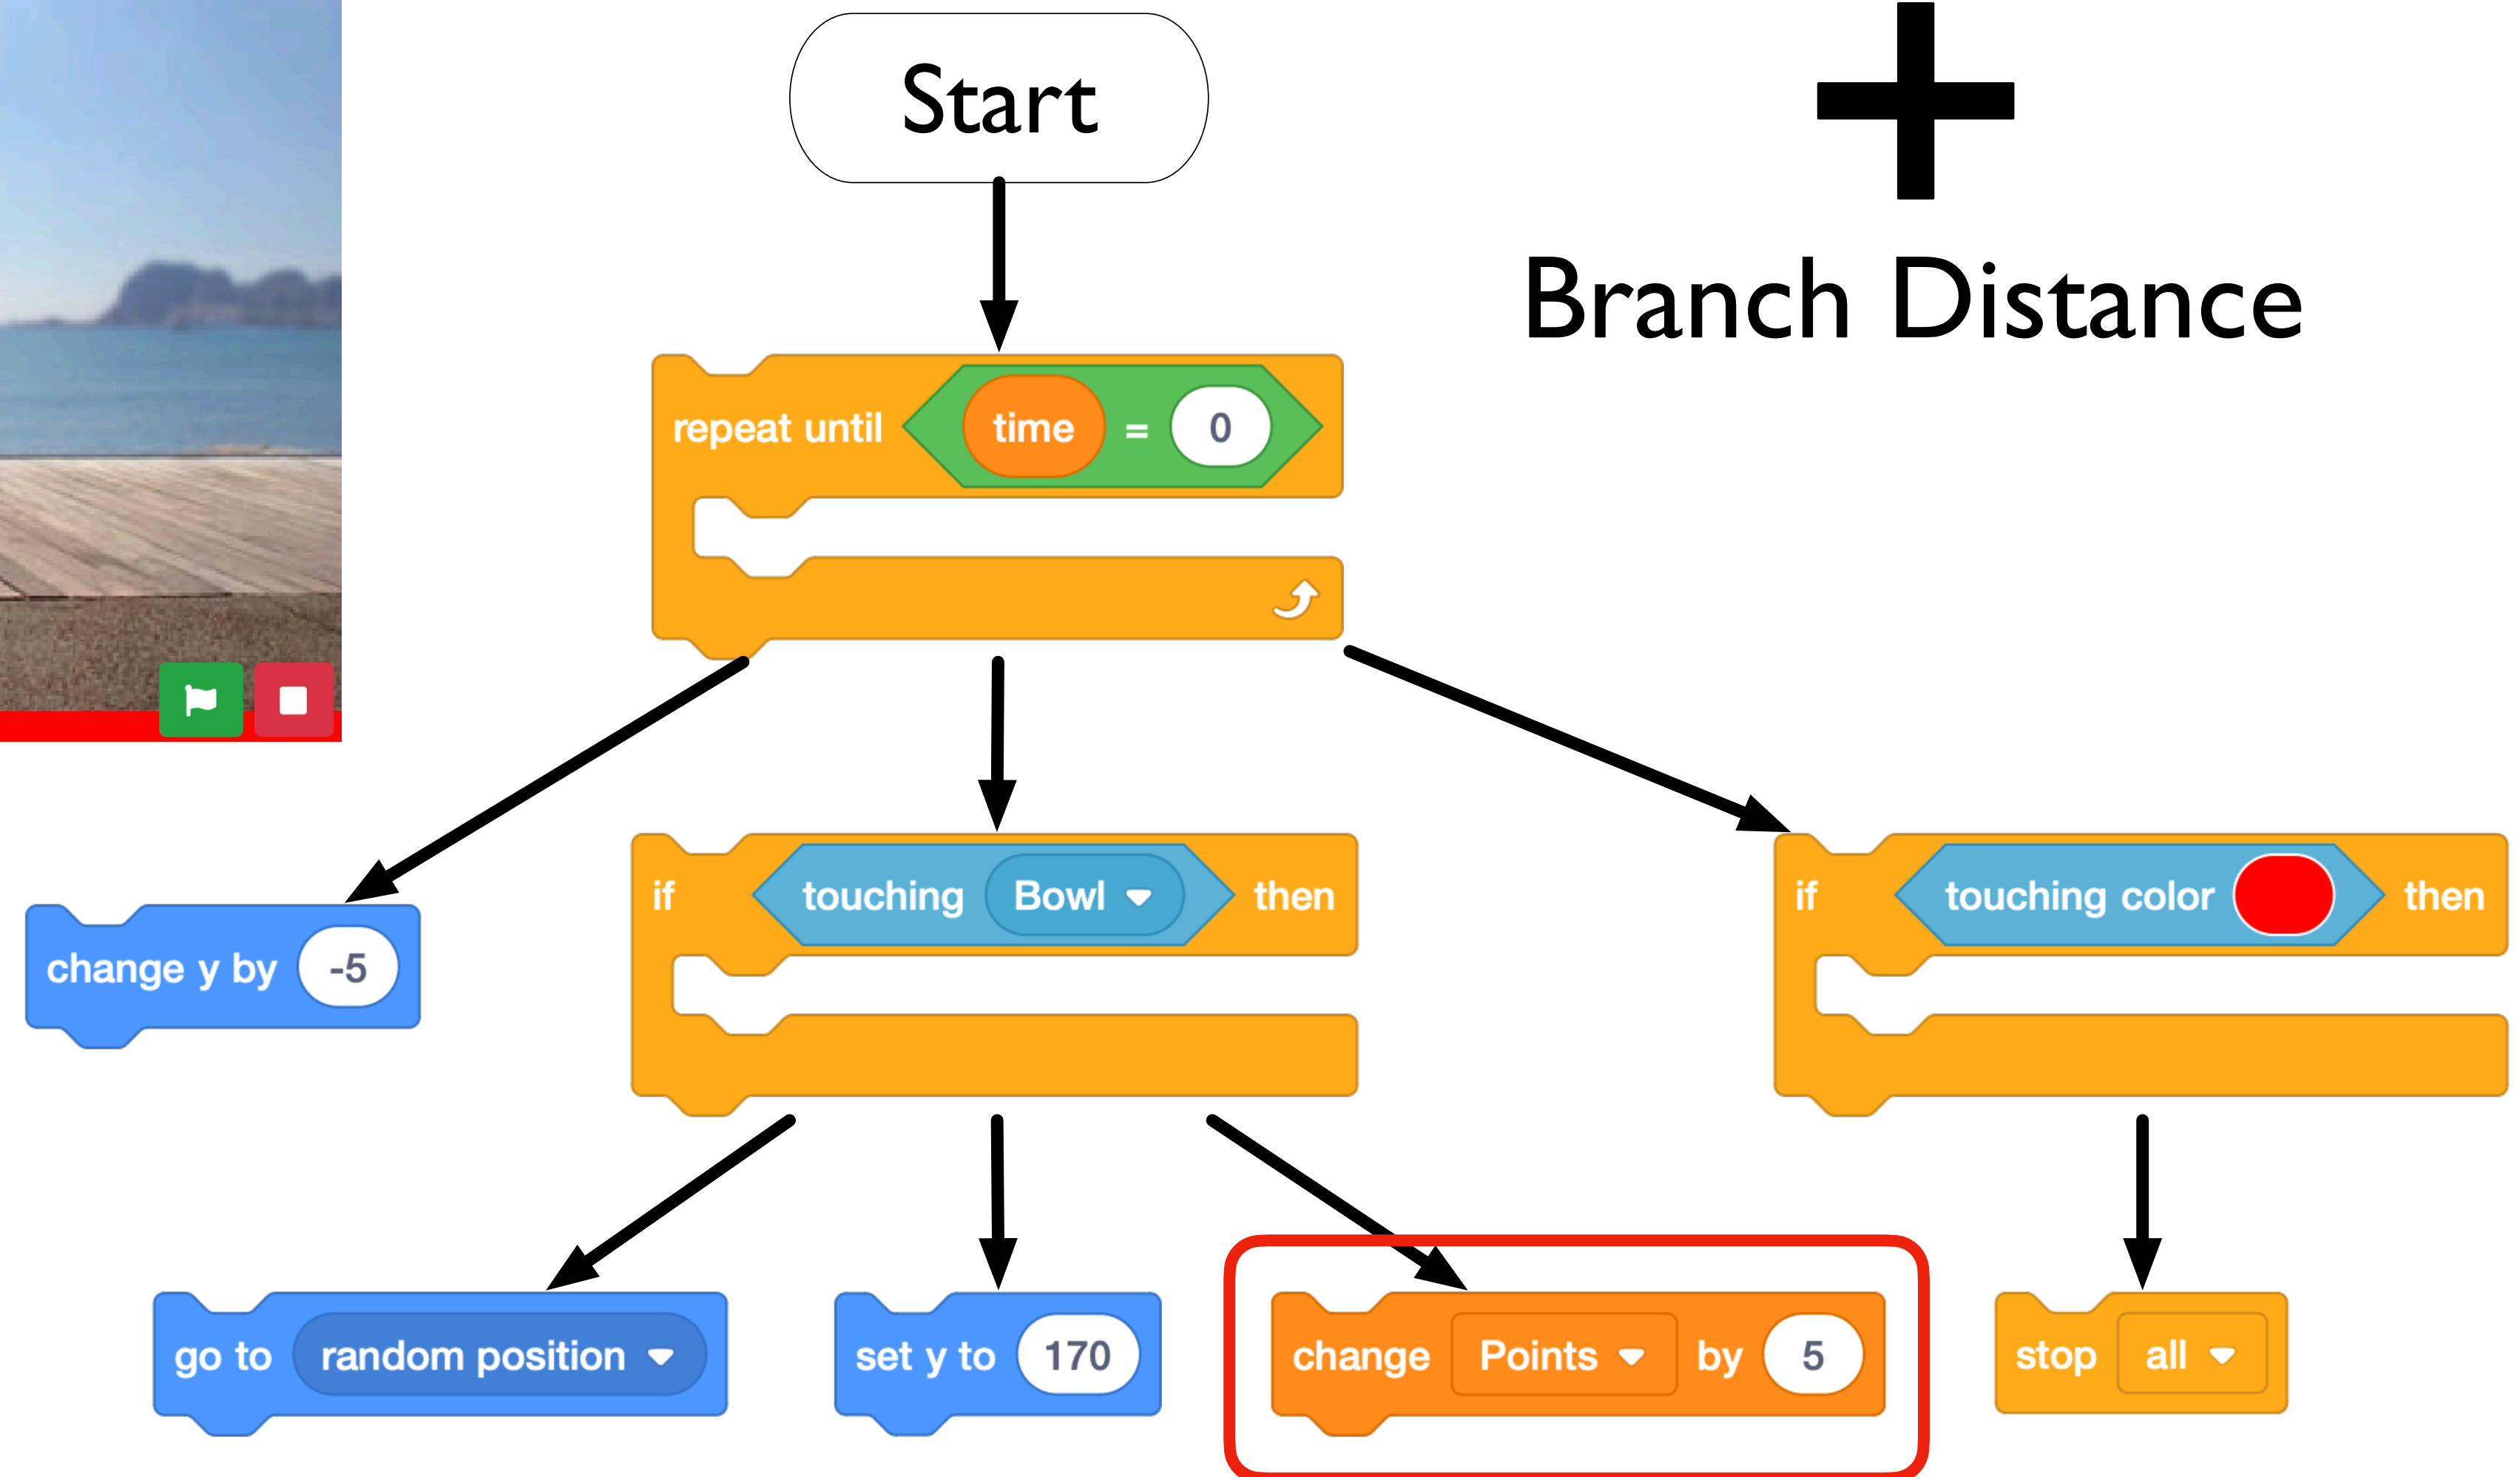 Start
Branch Distance
repeat until time = 0
if touching Bowl then
if touching color then
change y by -5
go to random position
set y to 170
change Points by 5
stop all